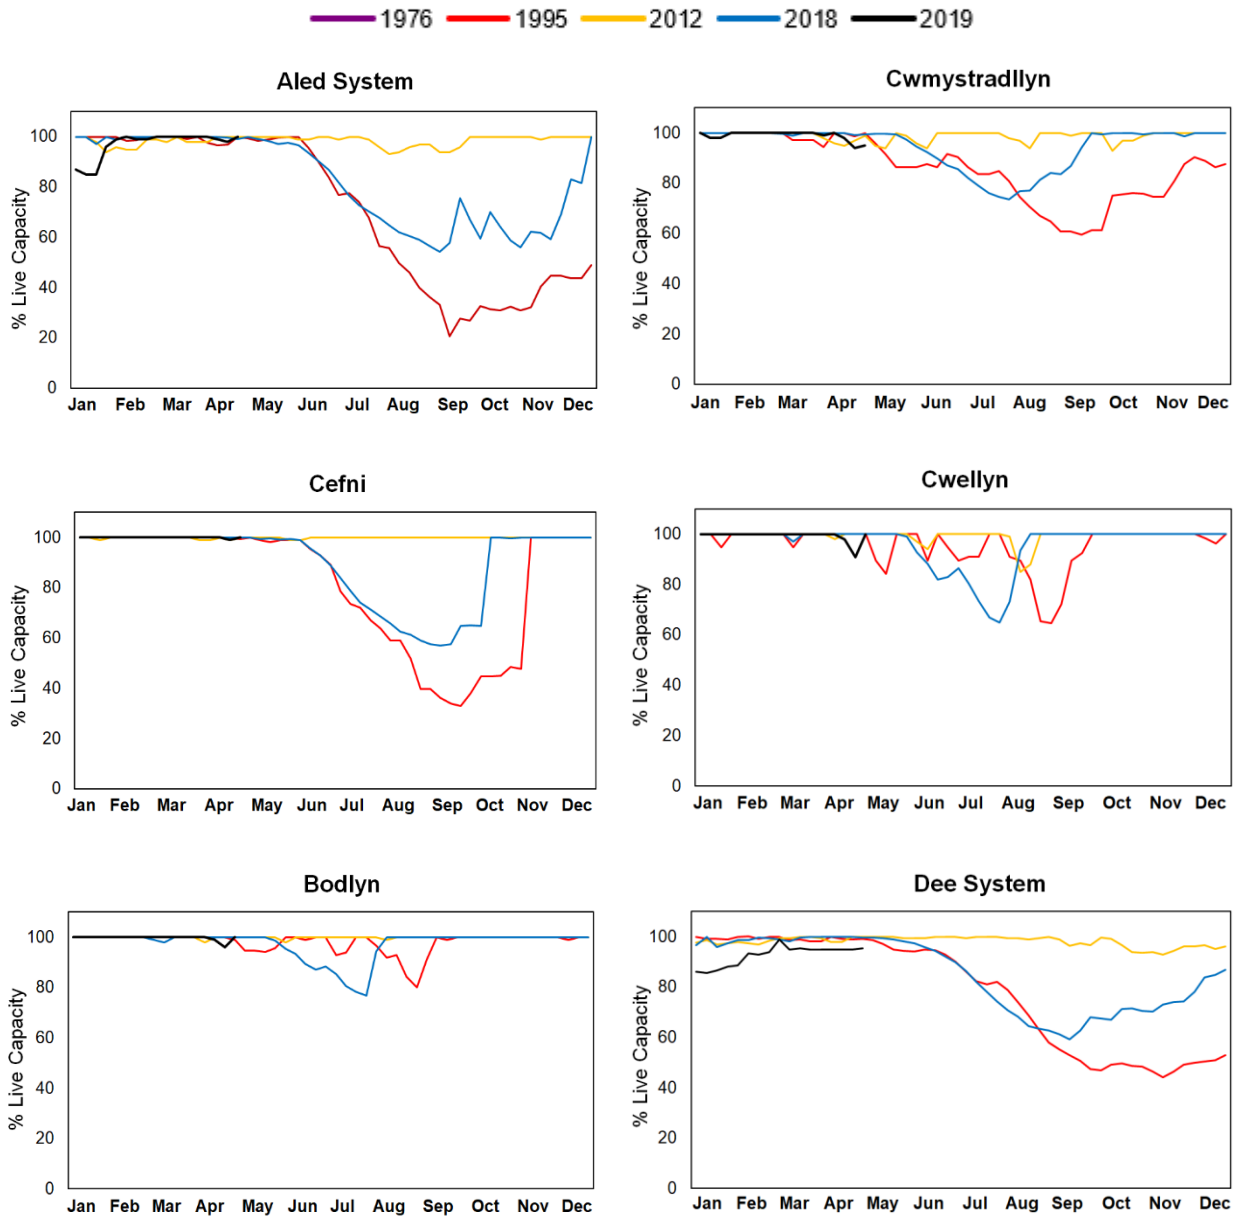 1976 1995 2012 2018 2019
Aled System
% Live Capacity
100
80
60
40
20
0
Jan Feb Mar Apr May Jun Jul Aug Sep Oct Nov Dec
Cwmystradllyn
% Live Capacity
100
80
60
40
20
0
Jan Feb Mar Apr May Jun Jul Aug Sep Oct Nov Dec
Cefni
% Live Capacity
100
80
60
40
20
0
Jan Feb Mar Apr May Jun Jul Aug Sep Oct Nov Dec
Cwellyn
% Live Capacity
100
80
60
40
20
0
Jan Feb Mar Apr May Jun Jul Aug Sep Oct Nov Dec
Bodlyn
% Live Capacity
100
80
60
40
20
0
Jan Feb Mar Apr May Jun Jul Aug Sep Oct Nov Dec
Dee System
% Live Capacity
100
80
60
40
20
0
Jan Feb Mar Apr May Jun Jul Aug Sep Oct Nov Dec